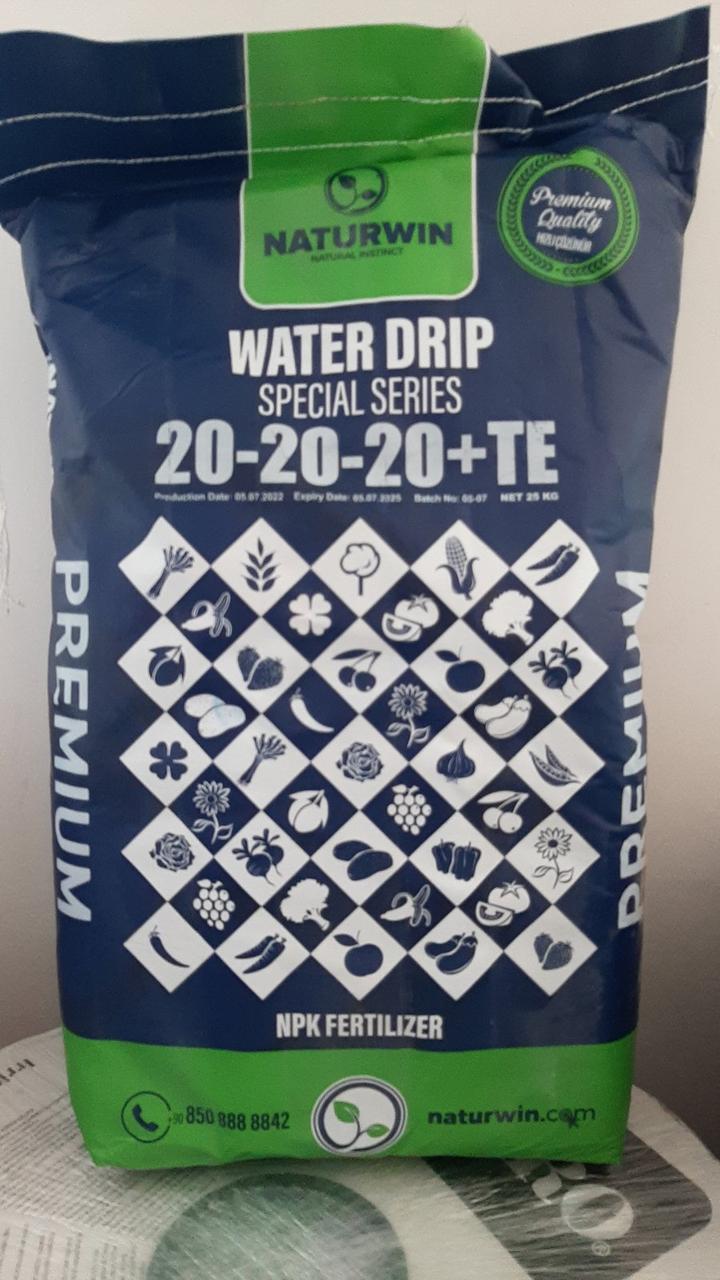 NATURWIN
NATURAL INSTINCT
Premium
Quality
HIZLI ÇÖZÜNÜR
WATER DRIP
SPECIAL SERIES
20-20-20+TE
Production Date: 05.07.2022 Expiry Date: 05.07.2025 Batch No: 05-07 NET 25 KG
PREMIUM
PREMIUM
NPK FERTILIZER
+90 850 888 8842
naturwin.com